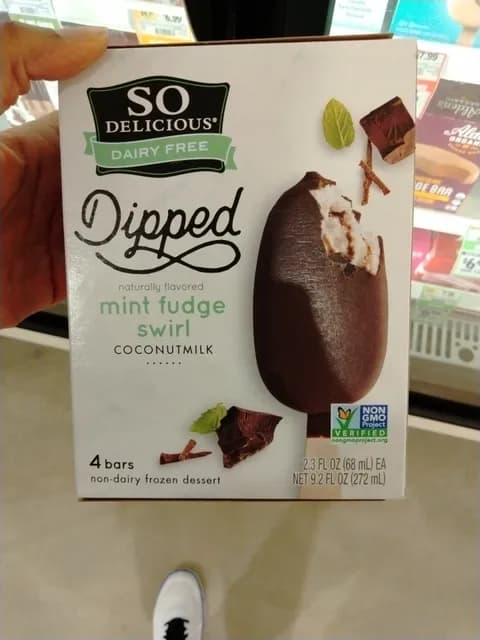 SO
DELICIOUS®
DAIRY FREE
Dipped
naturally flavored
mint fudge
swirl
COCONUTMILK
NON
GMO
Project
VERIFIED
nongmoproject.org
4 bars
non-dairy frozen dessert
2.3 FL OZ (68 mL) EA
NET 9.2 FL OZ (272 mL)